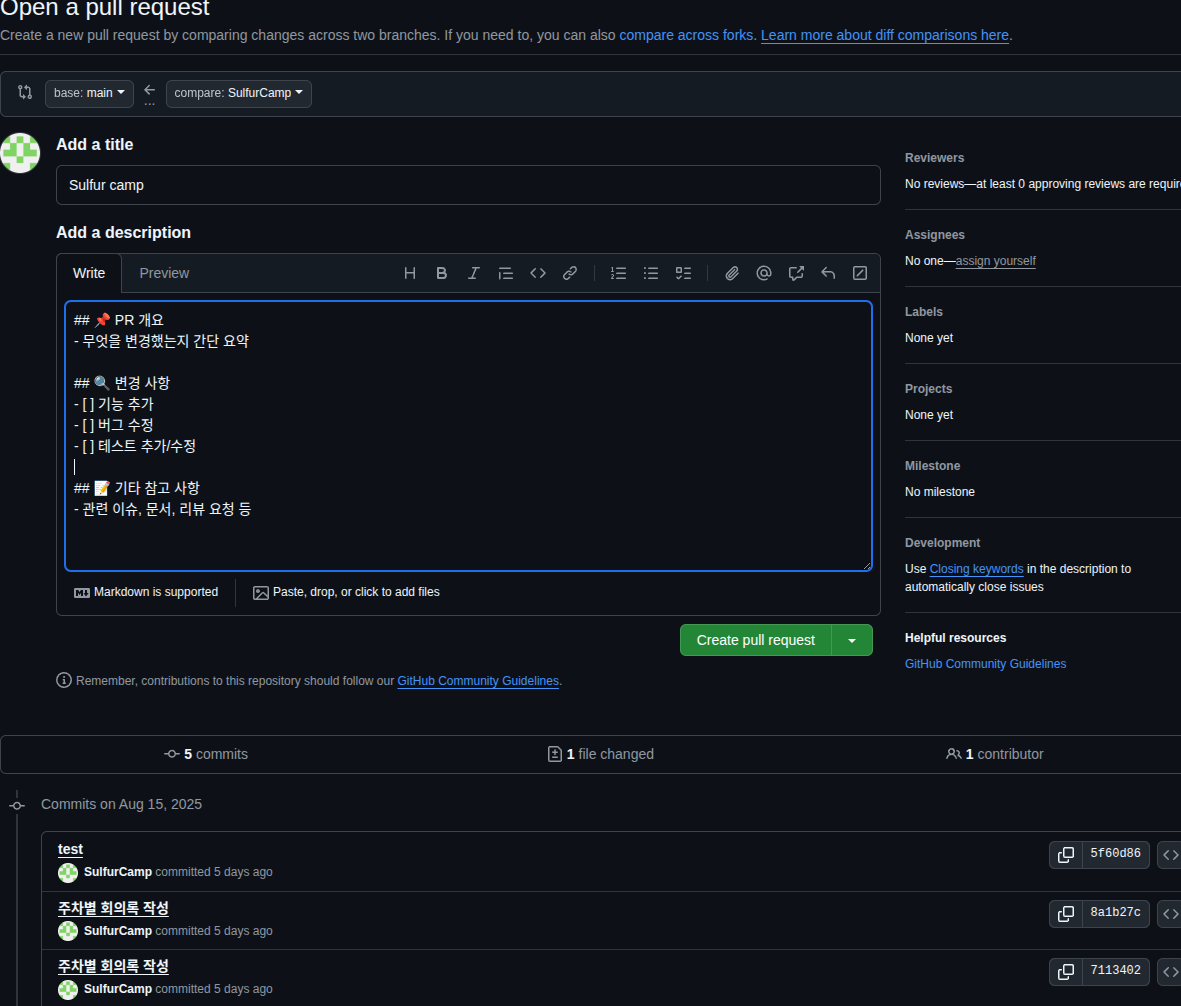 Open a pull request
Create a new pull request by comparing changes across two branches. If you need to, you can also compare across forks. Learn more about diff comparisons here.
base: main
compare: SulfurCamp
Add a title
Sulfur camp
Add a description
Write
Preview
## 📌 PR 개요
- 무엇을 변경했는지 간단 요약
## 🔍 변경 사항
- [ ] 기능 추가
- [ ] 버그 수정
- [ ] 테스트 추가/수정
## 📝 기타 참고 사항
- 관련 이슈, 문서, 리뷰 요청 등
Markdown is supported
Paste, drop, or click to add files
Create pull request
Remember, contributions to this repository should follow our GitHub Community Guidelines.
Reviewers
No reviews—at least 0 approving reviews are
Assignees
No one—assign yourself
Labels
None yet
Projects
None yet
Milestone
No milestone
Development
Use Closing keywords in the description to
automatically close issues
Helpful resources
GitHub Community Guidelines
5 commits
1 file changed
1 contributor
Commits on Aug 15, 2025
test
SulfurCamp committed 5 days ago
5f60d86
주차별 회의록 작성
SulfurCamp committed 5 days ago
8a1b27c
주차별 회의록 작성
SulfurCamp committed 5 days ago
7113402